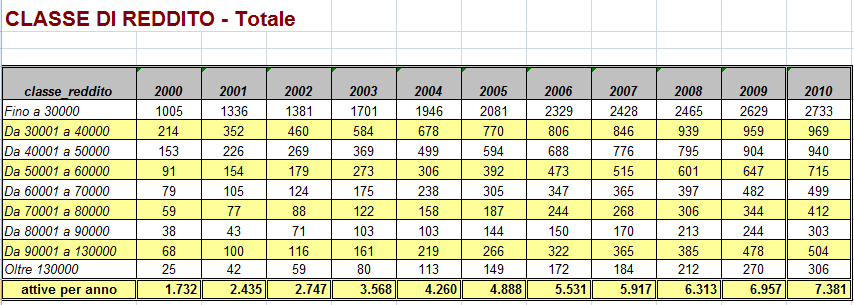 CLASSE DI REDDITO - Totale
classe_reddito 2000 2001 2002 2003 2004 2005 2006 2007 2008 2009 2010
Fino a 30000 1005 1336 1381 1701 1946 2081 2329 2428 2465 2629 2733
Da 30001 a 40000 214 352 460 584 678 770 806 846 939 959 969
Da 40001 a 50000 153 226 269 369 499 594 688 776 795 904 940
Da 50001 a 60000 91 154 179 273 306 392 473 515 601 647 715
Da 60001 a 70000 79 105 124 175 238 305 347 365 397 482 499
Da 70001 a 80000 59 77 88 122 158 187 244 268 306 344 412
Da 80001 a 90000 38 43 71 103 103 144 150 170 213 244 303
Da 90001 a 130000 68 100 116 161 219 266 322 365 385 478 504
Oltre 130000 25 42 59 80 113 149 172 184 212 270 306
attive per anno 1.732 2.435 2.747 3.568 4.260 4.888 5.531 5.917 6.313 6.957 7.381